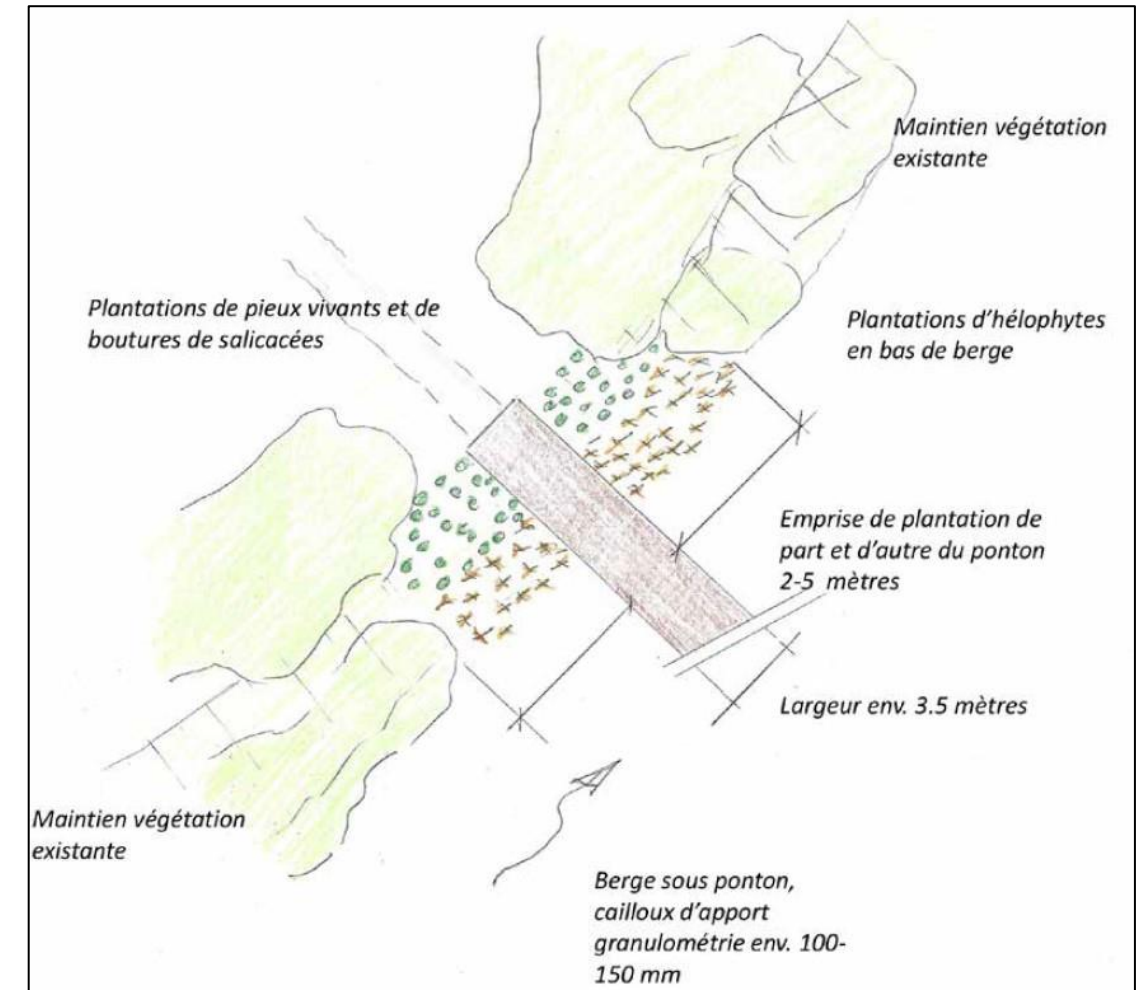 Maintien végétation
existante
Plantations de pieux vivants et de
boutures de salicacées
Plantations d'hélophytes
en bas de berge
Emprise de plantation de
part et d'autre du ponton
2-5 mètres
Largeur env. 3.5 mètres
Maintien végétation
existante
Berge sous ponton,
cailloux d'apport
granulométrie env. 100-
150 mm